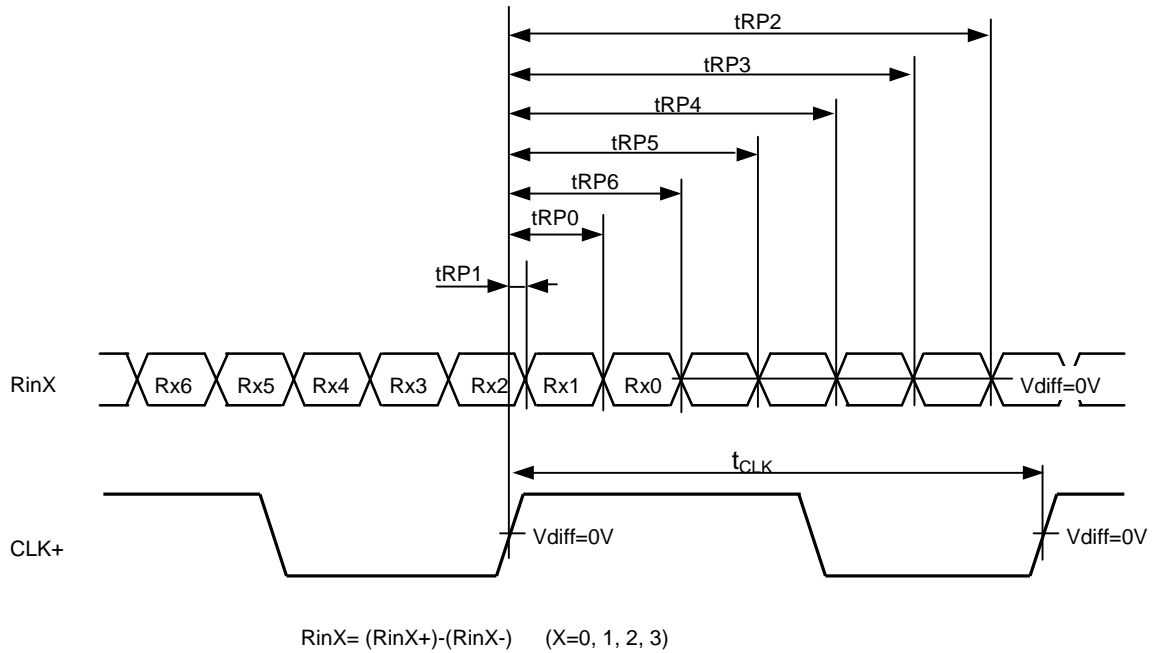 tRP2
tRP3
tRP4
tRP5
tRP6
tRP0
tRP1
RinX Rx6 Rx5 Rx4 Rx3 Rx2 Rx1 Rx0 Vdiff=0V
tCLK
CLK+ Vdiff=0V Vdiff=0V
RinX= (RinX+)-(RinX-) (X=0, 1, 2, 3)